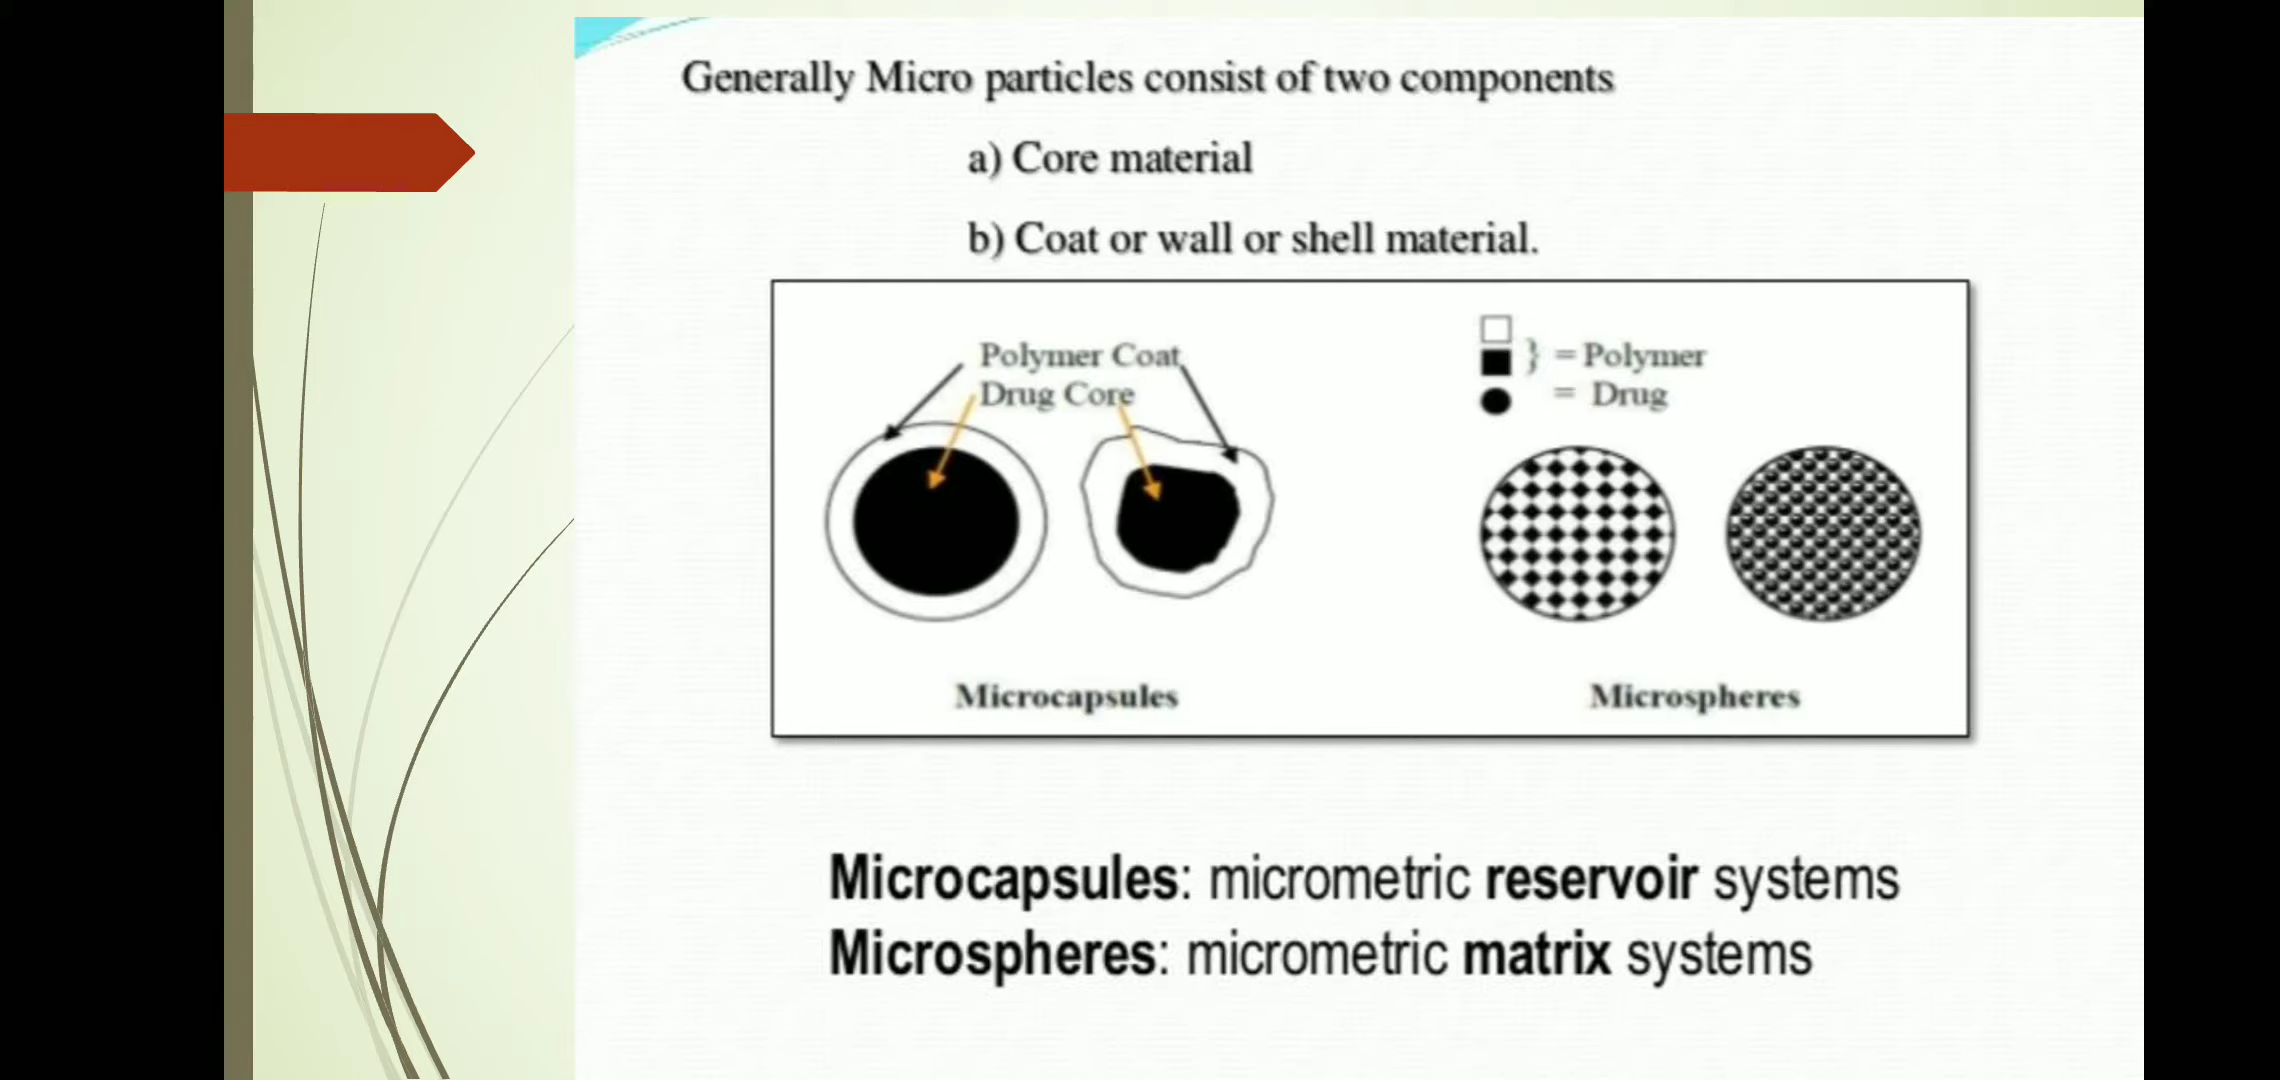 Generally Micro particles consist of two components
a) Core material
b) Coat or wall or shell material.
Polymer Coat
Drug Core
} = Polymer
= Drug
Microcapsules
Microspheres
Microcapsules: micrometric reservoir systems
Microspheres: micrometric matrix systems